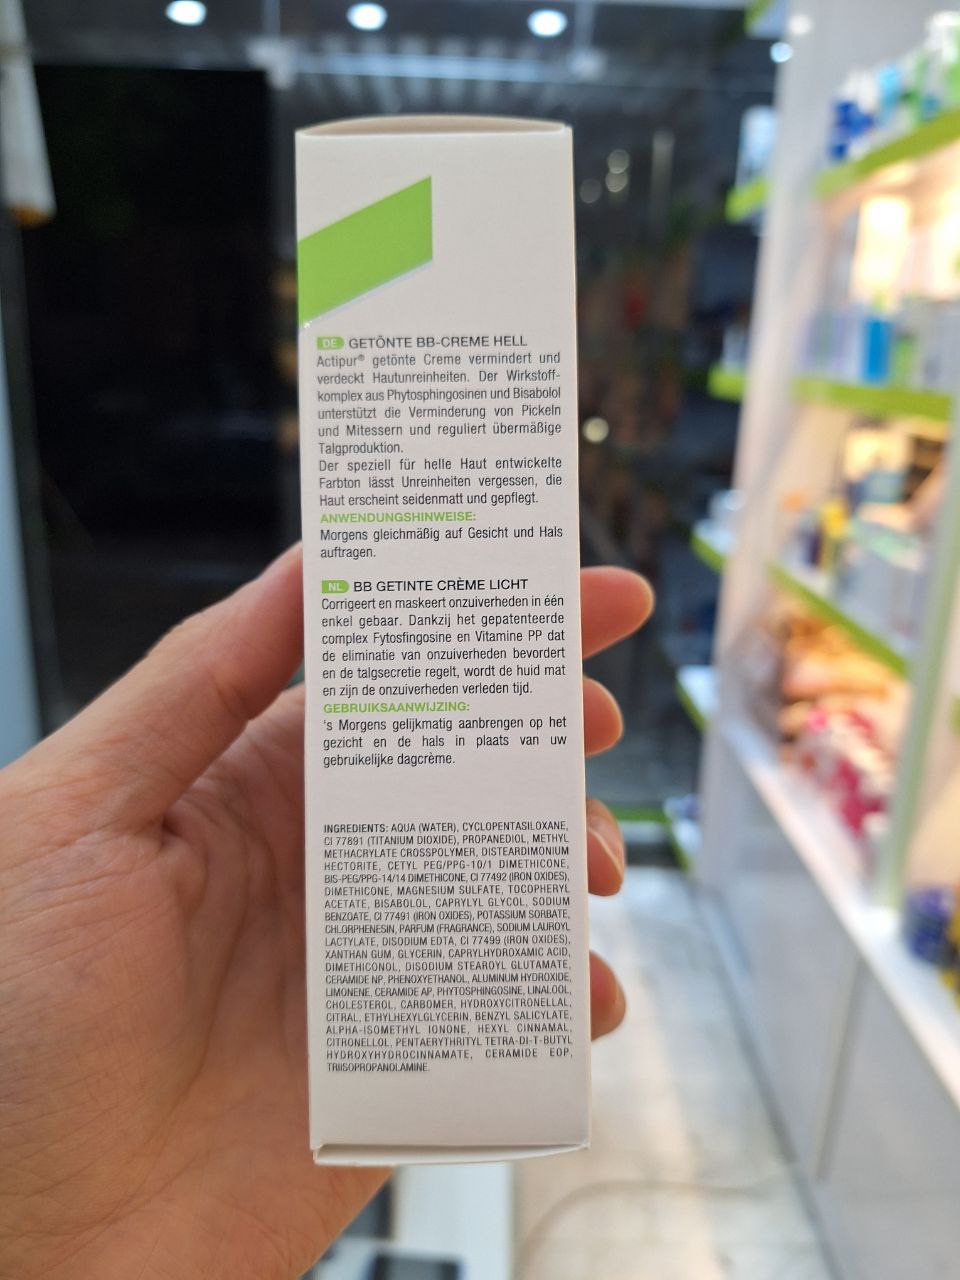 DE GETÖNTE BB-CREME HELL
Actipur® getönte Creme vermindert und
verdeckt Hautunreinheiten. Der Wirkstoff-
komplex aus Phytosphingosinen und Bisabolol
unterstützt die Verminderung von Pickeln
und Mitessern und reguliert übermäßige
Talgproduktion.
Der speziell für helle Haut entwickelte
Farbton lässt Unreinheiten vergessen, die
Haut erscheint seidenmatt und gepflegt.
ANWENDUNGSHINWEISE:
Morgens gleichmäßig auf Gesicht und Hals
auftragen.
NL BB GETINTE CRÈME LICHT
Corrigeert en maskeert onzuiverheden in één
enkel gebaar. Dankzij het gepatenteerde
complex Fytosfingosine en Vitamine PP dat
de eliminatie van onzuiverheden bevordert
en de talgsecretie regelt, wordt de huid mat
en zijn de onzuiverheden verleden tijd.
GEBRUIKSAANWIJZING:
's Morgens gelijkmatig aanbrengen op het
gezicht en de hals in plaats van uw
gebruikelijke dagcrème.
INGREDIENTS: AQUA (WATER), CYCLOPENTASILOXANE,
CI 77891 (TITANIUM DIOXIDE), PROPANEDIOL, METHYL
METHACRYLATE CROSSPOLYMER, DISTEARDIMONIUM
HECTORITE, CETYL PEG/PPG-10/1 DIMETHICONE,
BIS-PEG/PPG-14/14 DIMETHICONE, CI 77492 (IRON OXIDES),
DIMETHICONE, MAGNESIUM SULFATE, TOCOPHERYL
ACETATE, BISABOLOL, CAPRYLYL GLYCOL, SODIUM
BENZOATE, CI 77491 (IRON OXIDES), POTASSIUM SORBATE,
CHLORPHENESIN, PARFUM (FRAGRANCE), SODIUM LAUROYL
LACTYLATE, DISODIUM EDTA, CI 77499 (IRON OXIDES),
XANTHAN GUM, GLYCERIN, CAPRYLHYDROXAMIC ACID,
DIMETHICONOL, DISODIUM STEAROYL GLUTAMATE,
CERAMIDE NP, PHENOXYETHANOL, ALUMINUM HYDROXIDE,
LIMONENE, CERAMIDE AP, PHYTOSPHINGOSINE, LINALOOL,
CHOLESTEROL, CARBOMER, HYDROXYCITRONELLAL,
CITRAL, ETHYLHEXYLGLYCERIN, BENZYL SALICYLATE,
ALPHA-ISOMETHYL IONONE, HEXYL CINNAMAL,
CITRONELLOL, PENTAERYTHRITYL TETRA-DI-T-BUTYL
HYDROXYHYDROCINNAMATE, CERAMIDE EOP,
TRIISOPROPANOLAMINE.